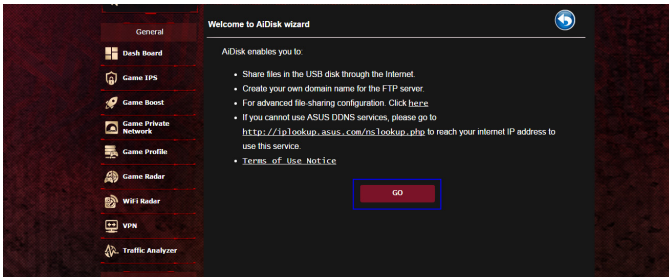 General
Welcome to AiDisk wizard
Dash Board
Game IPS
Game Boost
Game Private
Network
Game Profile
Game Radar
WiFi Radar
VPN
Traffic Analyzer
AiDisk enables you to:
• Share files in the USB disk through the Internet.
• Create your own domain name for the FTP server.
• For advanced file-sharing configuration. Click here
• If you cannot use ASUS DDNS services, please go to
http://iplookup.asus.com/nslookup.php to reach your internet IP address to
use this service.
• Terms of Use Notice
GO